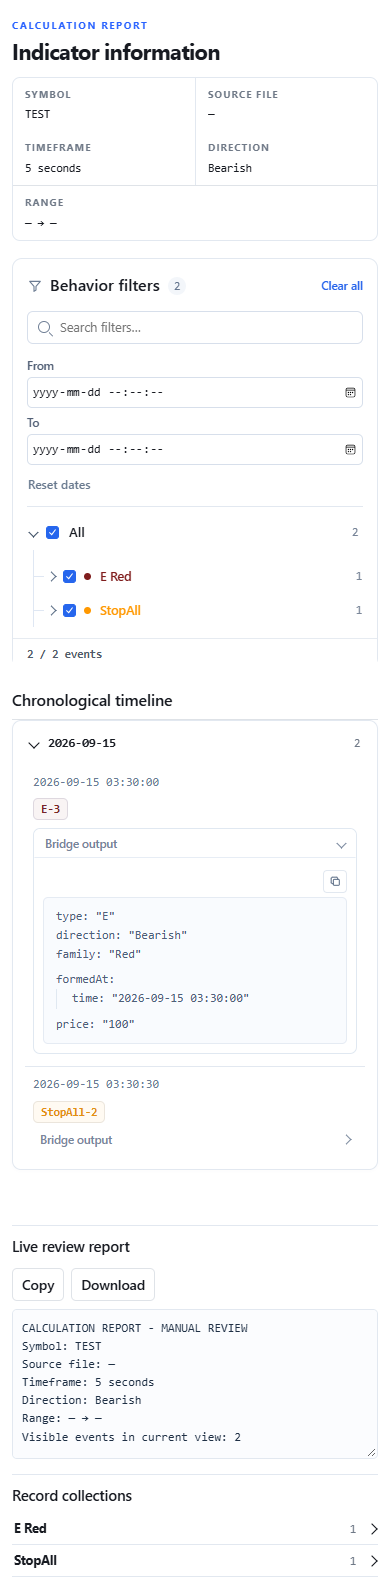 CALCULATION REPORT
Indicator information
SYMBOL
TEST
SOURCE FILE
—
TIMEFRAME
5 seconds
DIRECTION
Bearish
RANGE
— → —
Behavior filters 2 Clear all
Search filters...
From
yyyy-mm-dd --:--:--
To
yyyy-mm-dd --:--:--
Reset dates
All 2
E Red 1
StopAll 1
2 / 2 events
Chronological timeline
2026-09-15 2
2026-09-15 03:30:00
E-3
Bridge output
type: "E"
direction: "Bearish"
family: "Red"
formedAt:
time: "2026-09-15 03:30:00"
price: "100"
2026-09-15 03:30:30
StopAll-2
Bridge output
Live review report
Copy Download
CALCULATION REPORT - MANUAL REVIEW
Symbol: TEST
Source file: —
Timeframe: 5 seconds
Direction: Bearish
Range: — → —
Visible events in current view: 2
Record collections
E Red 1
StopAll 1